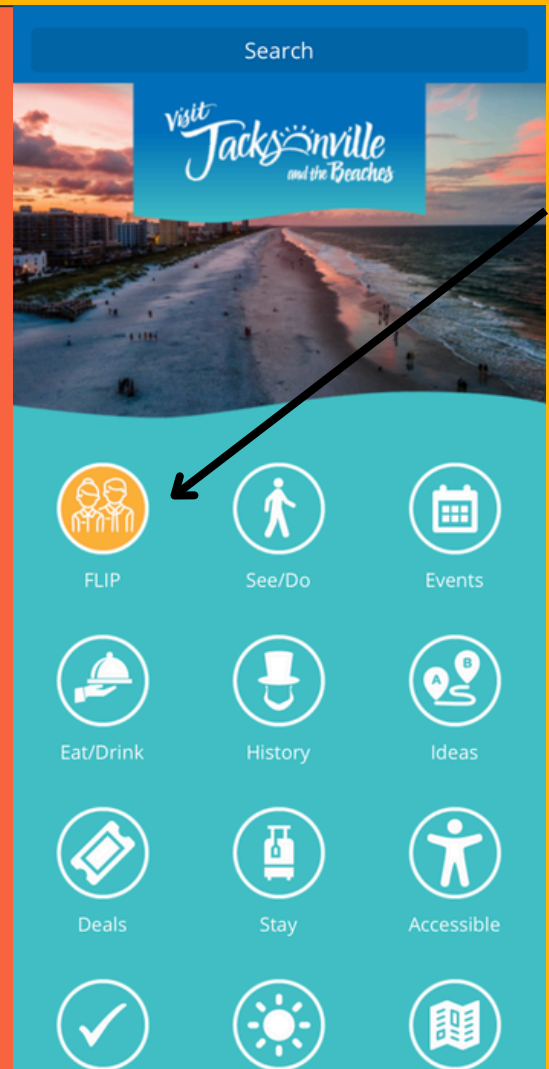 Search
Visit
Jacksonville
and the Beaches
FLIP
See/Do
Events
Eat/Drink
History
Ideas
A
B
Deals
Stay
Accessible